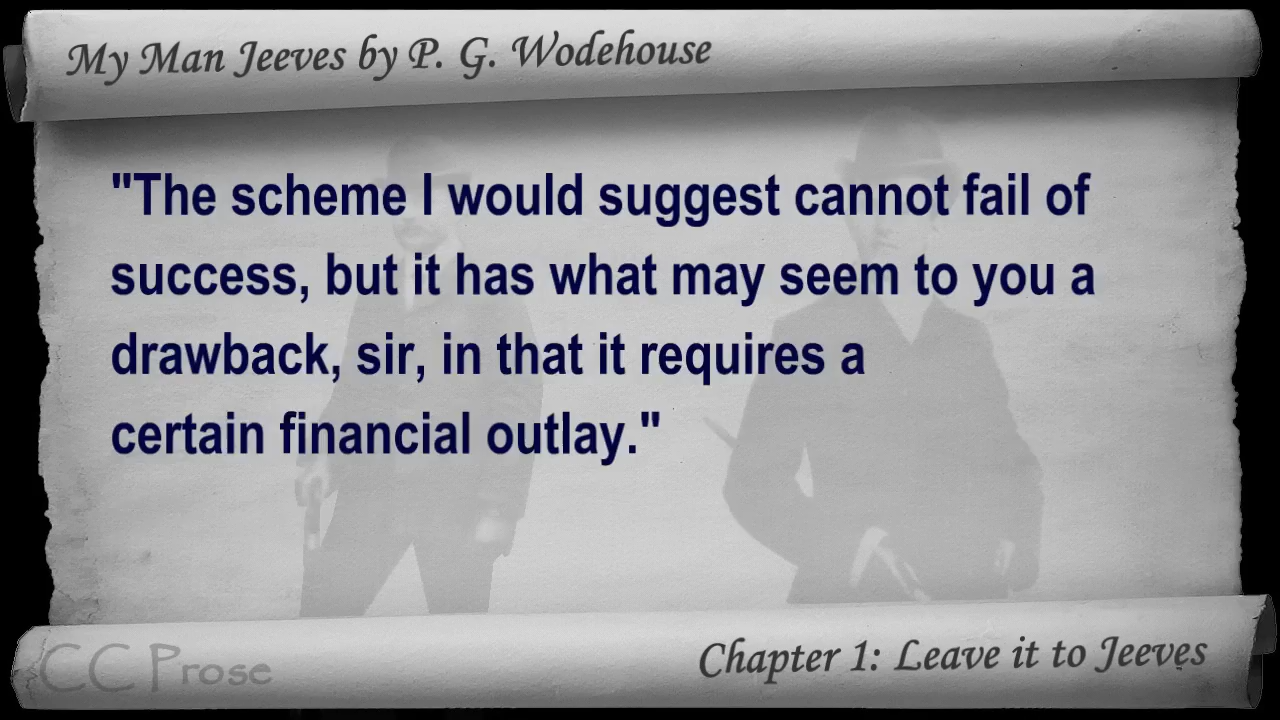 My Man Jeeves by P. G. Wodehouse
"The scheme I would suggest cannot fail of
success, but it has what may seem to you a
drawback, sir, in that it requires a
certain financial outlay."
CC Prose
Chapter 1: Leave it to Jeeves